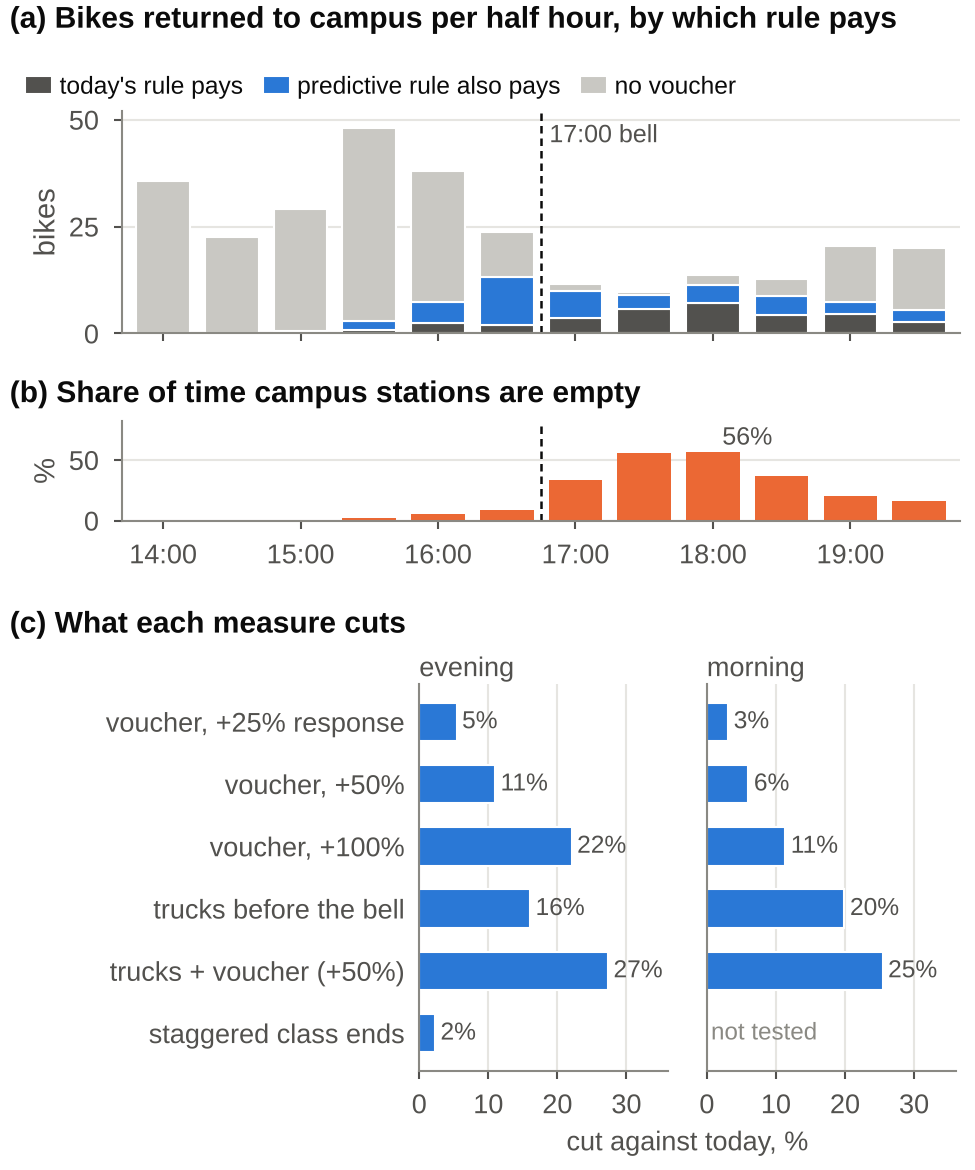 (a) Bikes returned to campus per half hour, by which rule pays
today's rule pays predictive rule also pays no voucher
50
17:00 bell
25
bikes
0
(b) Share of time campus stations are empty
56%
50
%
0
14:00 15:00 16:00 17:00 18:00 19:00
(c) What each measure cuts
evening morning
voucher, +25% response 5% 3%
voucher, +50% 11% 6%
voucher, +100% 22% 11%
trucks before the bell 16% 20%
trucks + voucher (+50%) 27% 25%
staggered class ends 2% not tested
0 10 20 30 0 10 20 30
cut against today, %